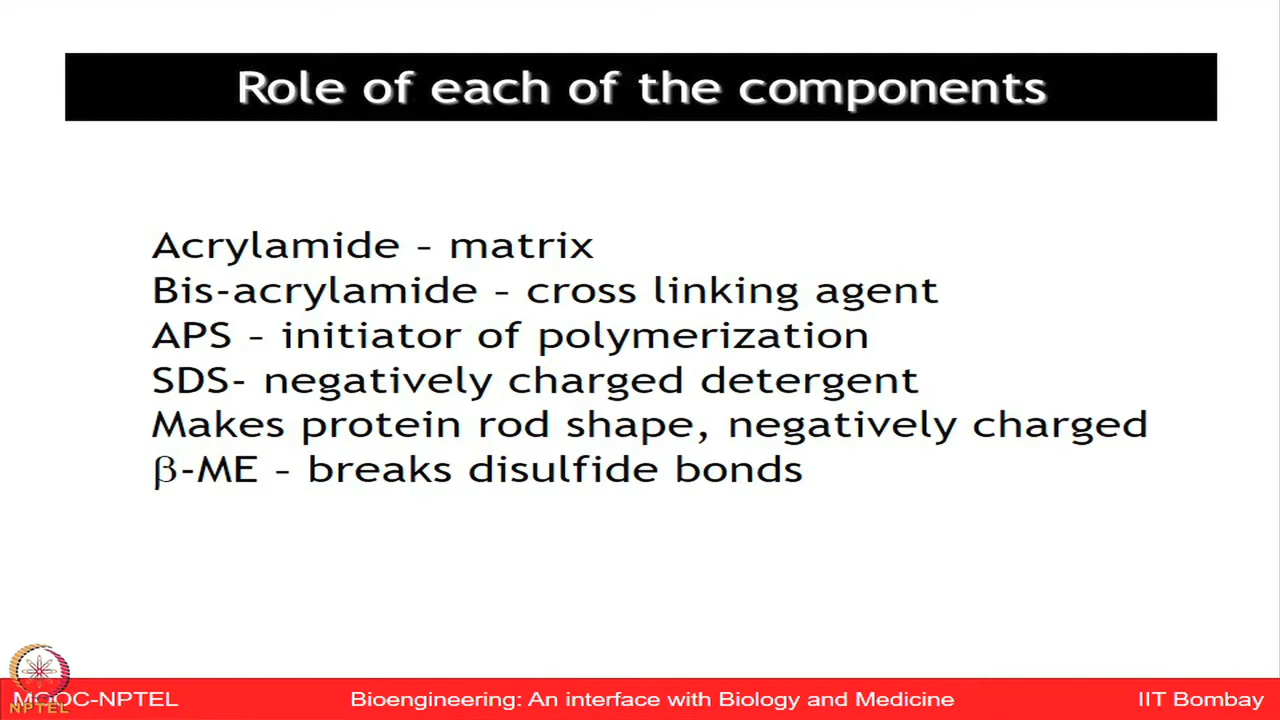 Role of each of the components
Acrylamide - matrix
Bis-acrylamide - cross linking agent
APS - initiator of polymerization
SDS- negatively charged detergent
Makes protein rod shape, negatively charged
β-ME - breaks disulfide bonds
MOOC-NPTEL Bioengineering: An interface with Biology and Medicine IIT Bombay
NPTEL